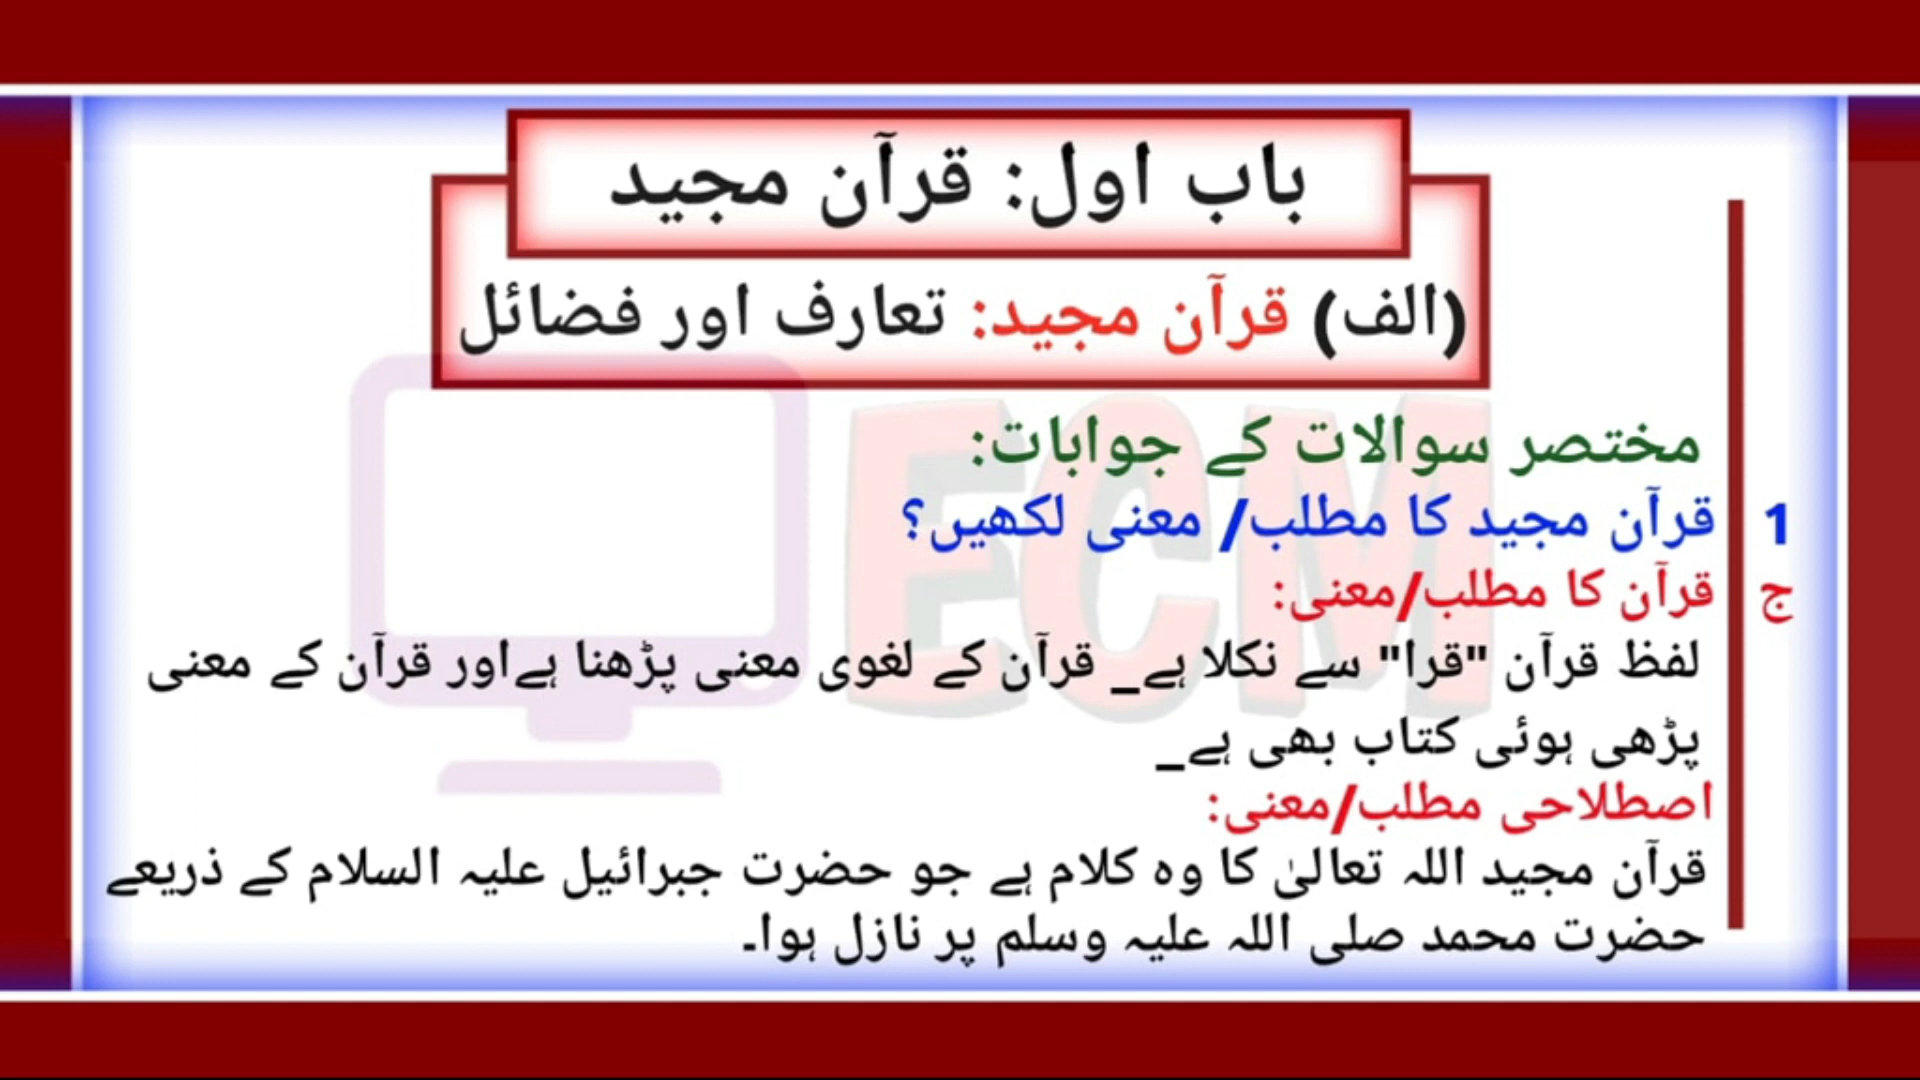 باب اول: قرآن مجید
(الف) قرآن مجید: تعارف اور فضائل
مختصر سوالات کے جوابات:
1 قرآن مجید کا مطلب/ معنی لکھیں؟
ج قرآن کا مطلب/معنی:
لفظ قرآن "قرا" سے نکلا ہے_ قرآن کے لغوی معنی پڑھنا ہےاور قرآن کے معنی
پڑھی ہوئی کتاب بھی ہے_
اصطلاحی مطلب/معنی:
قرآن مجید اللہ تعالیٰ کا وہ کلام ہے جو حضرت جبرائیل علیہ السلام کے ذریعے
حضرت محمد صلی اللہ علیہ وسلم پر نازل ہوا۔
ECM